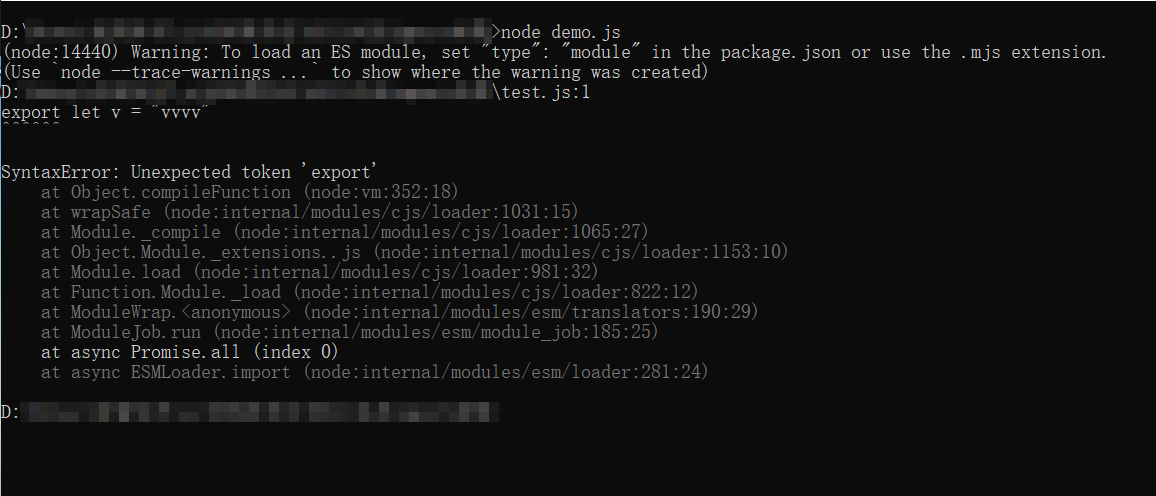 D:\>node demo.js
(node:14440) Warning: To load an ES module, set "type": "module" in the package.json or use the .mjs extension.
(Use `node --trace-warnings ...` to show where the warning was created)
D:\test.js:1
export let v = "vvvv"
^^^^^^
SyntaxError: Unexpected token 'export'
    at Object.compileFunction (node:vm:352:18)
    at wrapSafe (node:internal/modules/cjs/loader:1031:15)
    at Module._compile (node:internal/modules/cjs/loader:1065:27)
    at Object.Module._extensions..js (node:internal/modules/cjs/loader:1153:10)
    at Module.load (node:internal/modules/cjs/loader:981:32)
    at Function.Module._load (node:internal/modules/cjs/loader:822:12)
    at ModuleWrap.<anonymous> (node:internal/modules/esm/translators:190:29)
    at ModuleJob.run (node:internal/modules/esm/module_job:185:25)
    at async Promise.all (index 0)
    at async ESMLoader.import (node:internal/modules/esm/loader:281:24)
D: